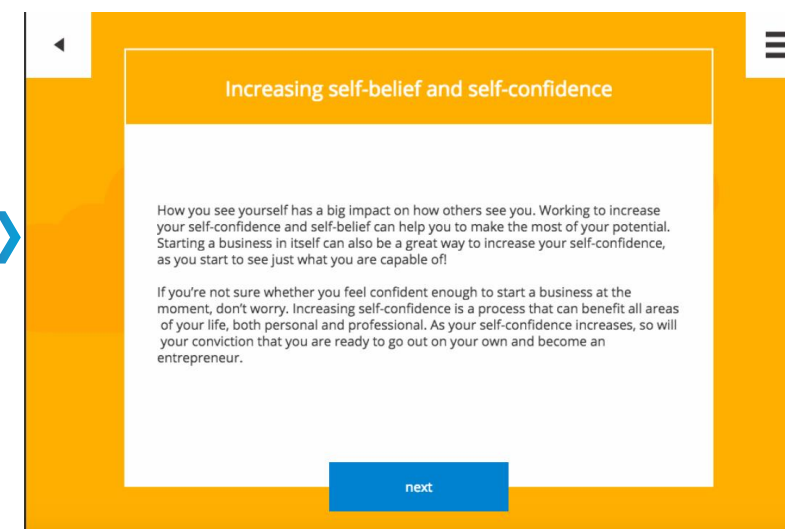 Increasing self-belief and self-confidence
How you see yourself has a big impact on how others see you. Working to increase
your self-confidence and self-belief can help you to make the most of your potential.
Starting a business in itself can also be a great way to increase your self-confidence,
as you start to see just what you are capable of!
If you're not sure whether you feel confident enough to start a business at the
moment, don't worry. Increasing self-confidence is a process that can benefit all areas
of your life, both personal and professional. As your self-confidence increases, so will
your conviction that you are ready to go out on your own and become an
entrepreneur.
next